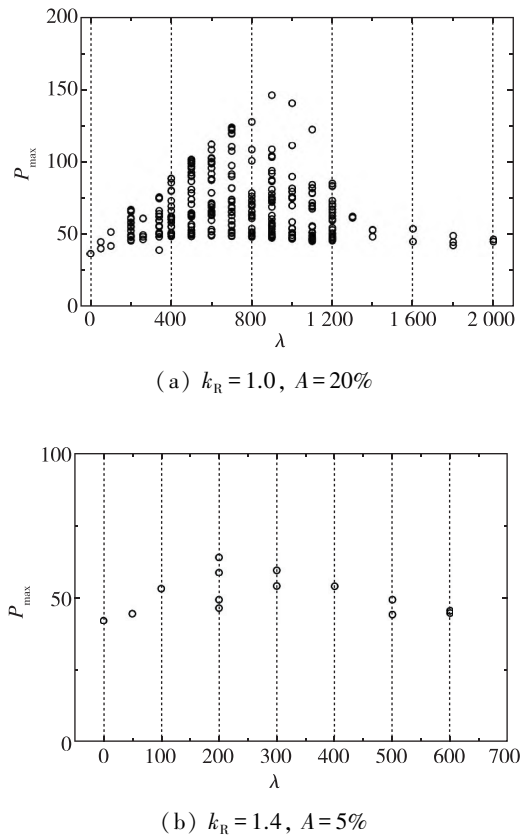 200
150
100
50
0
P_max
0 400 800 1 200 1 600 2 000
λ
(a) k_R = 1.0, A = 20%
100
50
0
P_max
0 100 200 300 400 500 600 700
λ
(b) k_R = 1.4, A = 5%